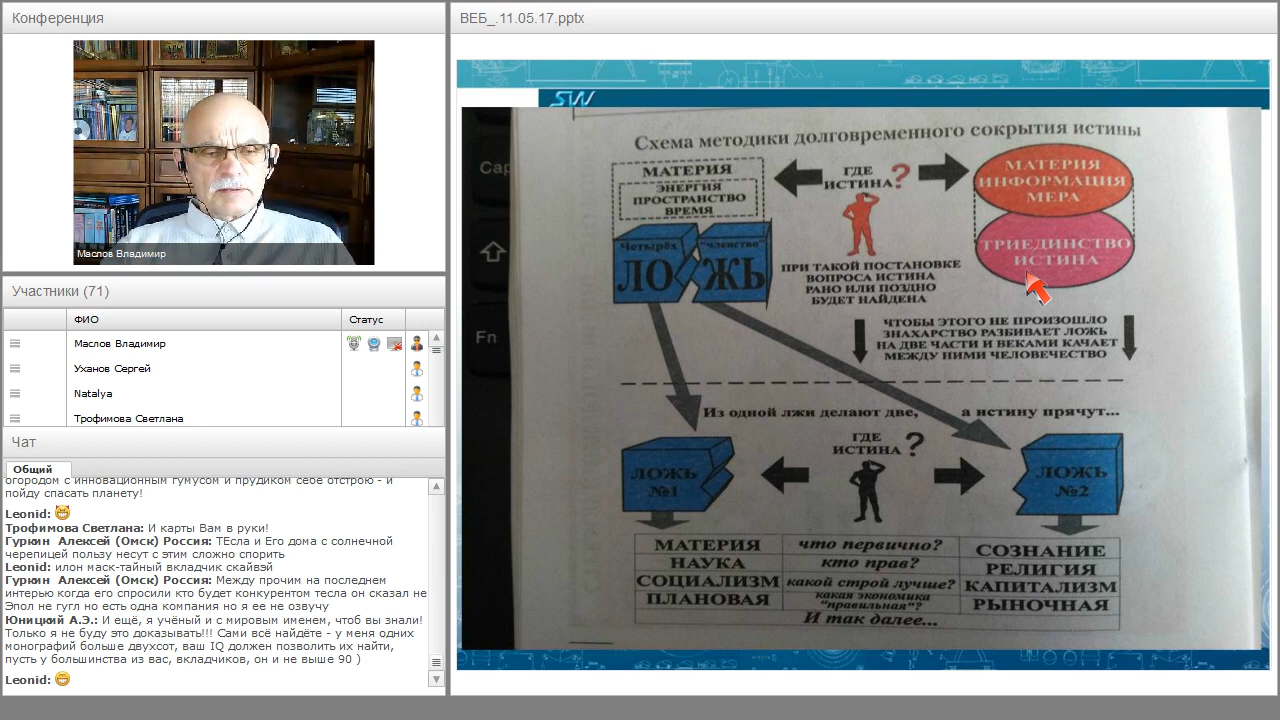 Конференция
Маслов Владимир
Участники (71)
ФИО
Статус
Маслов Владимир
Уханов Сергей
Natalya
Трофимова Светлана
Чат
Общий
огородом с инновационным гумусом и прудиком себе отстрою - и
пойду спасать планету!
Leonid:
Трофимова Светлана: И карты Вам в руки!
Гуркин Алексей (Омск) Россия: ТЕсла и Его дома с солнечной
черепицей пользу несут с этим сложно спорить
Leonid: илон маск-тайный вкладчик скайвэй
Гуркин Алексей (Омск) Россия: Между прочим на последнем
интерью когда его спросили кто будет конкурентом тесле он сказал не
Эпол не гугл но есть одна компания но я ее не озвучу
Юницкий А.Э.: И ещё, я учёный и с мировым именем, чтоб вы знали!
Только я не буду это доказывать!!! Сами всё найдёте - у меня одних
монографий больше двухсот, ваш IQ должен позволить их найти,
пусть у большинства из вас, вкладчиков, он и не выше 90 )
Leonid:
ВЕБ_.11.05.17.pptx
SW
Cap
Fn
Схема методики долговременного сокрытия истины
МАТЕРИЯ
ЭНЕРГИЯ
ПРОСТРАНСТВО
ВРЕМЯ
Четырёх "членство"
ЛО ЖЬ
ГДЕ
ИСТИНА?
ПРИ ТАКОЙ ПОСТАНОВКЕ
ВОПРОСА ИСТИНА
РАНО ИЛИ ПОЗДНО
БУДЕТ НАЙДЕНА
МАТЕРИЯ
ИНФОРМАЦИЯ
МЕРА
ТРИЕДИНСТВО
ИСТИНА
ЧТОБЫ ЭТОГО НЕ ПРОИЗОШЛО
ЗНАХАРСТВО РАЗБИВАЕТ ЛОЖЬ
НА ДВЕ ЧАСТИ И ВЕКАМИ КАЧАЕТ
МЕЖДУ НИМИ ЧЕЛОВЕЧЕСТВО
Из одной лжи делают две, а истину прячут...
ЛОЖЬ
№1
ГДЕ
ИСТИНА?
ЛОЖЬ
№2
МАТЕРИЯ что первично? СОЗНАНИЕ
НАУКА кто прав? РЕЛИГИЯ
СОЦИАЛИЗМ какой строй лучше? КАПИТАЛИЗМ
ПЛАНОВАЯ какая экономика "правильная"? РЫНОЧНАЯ
И так далее...